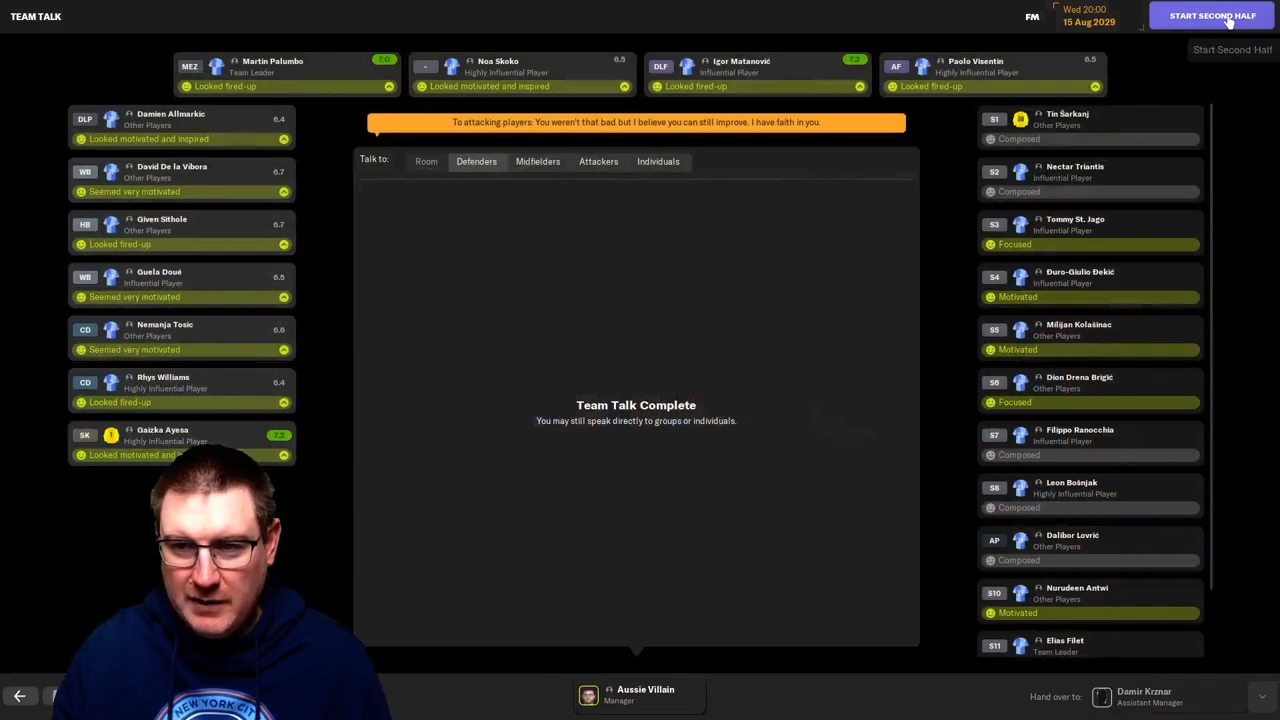 TEAM TALK
FM
Wed 20:00
15 Aug 2029
START SECOND HALF
Start Second Half
MEZ
Martin Palumbo
7.0
Team Leader
Looked fired-up
-
Noa Skoko
6.5
Highly Influential Player
Looked motivated and inspired
DLF
Igor Matanović
7.2
Influential Player
Looked fired-up
AF
Paolo Visentin
6.5
Highly Influential Player
Looked fired-up
DLP
Damien Allmarkic
Other Players
6.4
Looked motivated and inspired
WB
David De la Víbora
Other Players
6.7
Seemed very motivated
HB
Given Sithole
Other Players
6.7
Looked fired-up
WB
Guela Doué
Influential Player
6.5
Seemed very motivated
CD
Nemanja Tosic
Other Players
6.6
Seemed very motivated
CD
Rhys Williams
Highly Influential Player
6.4
Looked fired-up
SK
Gaizka Ayesa
Highly Influential Player
7.2
Looked motivated and
To attacking players: You weren't that bad but I believe you can still improve. I have faith in you.
Talk to:
Room
Defenders
Midfielders
Attackers
Individuals
Team Talk Complete
You may still speak directly to groups or individuals.
S1
Tin Šarkanj
Other Players
Composed
S2
Nectar Triantis
Influential Player
Composed
S3
Tommy St. Jago
Influential Player
Focused
S4
Đuro-Giulio Đekić
Influential Player
Motivated
S5
Milijan Kolašinac
Other Players
Motivated
S6
Dion Drena Brigić
Other Players
Focused
S7
Filippo Ranocchia
Influential Player
Composed
S8
Leon Bošnjak
Highly Influential Player
Composed
AP
Dalibor Lovrić
Other Players
Composed
S10
Nurudeen Antwi
Other Players
Motivated
S11
Elias Filet
Team Leader
NEW YORK CITY
Aussie Villain
Manager
Hand over to:
Damir Krznar
Assistant Manager